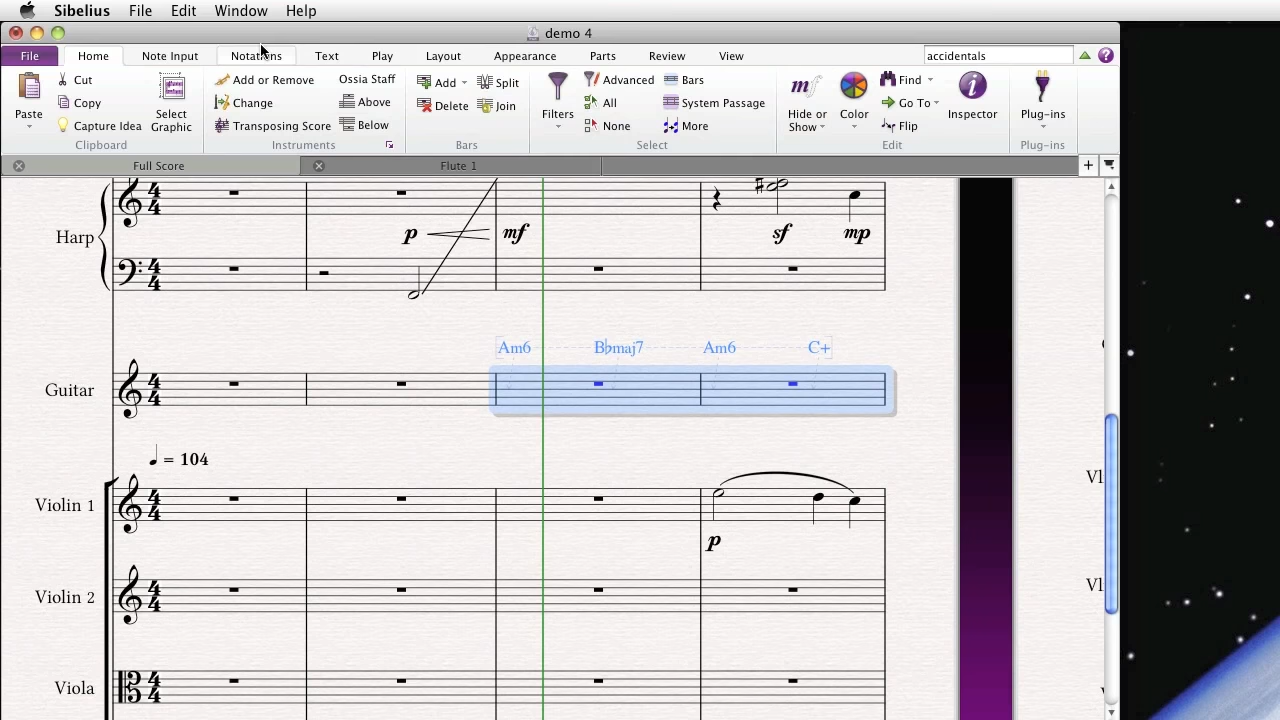 Sibelius File Edit Window Help
demo 4
File Home Note Input Notations Text Play Layout Appearance Parts Review View accidentals ?
Paste
Cut
Copy
Capture Idea
Select Graphic
Clipboard
Add or Remove
Change
Transposing Score
Ossia Staff
Above
Below
Instruments
Add
Delete
Split
Join
Bars
Filters
Advanced
All
None
Bars
System Passage
More
Select
Hide or Show
Color
Find
Go To
Flip
Inspector
Edit
Plug-ins
Plug-ins
Full Score Flute 1
Harp
p mf sf mp
Am6 B♭maj7 Am6 C+
Guitar
= 104
Violin 1
p
Violin 2
Viola
Vl
Vl